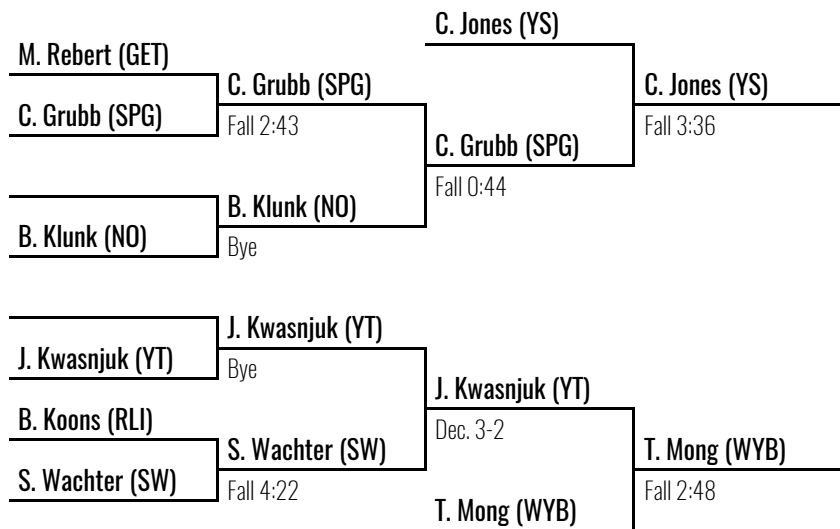 C. Jones (YS)
M. Rebert (GET)
C. Grubb (SPG)
C. Jones (YS)
C. Grubb (SPG)
Fall 2:43
Fall 3:36
C. Grubb (SPG)
Fall 0:44
B. Klunk (NO)
B. Klunk (NO)
Bye
J. Kwasnjuk (YT)
J. Kwasnjuk (YT)
Bye
J. Kwasnjuk (YT)
B. Koons (RLI)
Dec. 3-2
S. Wachter (SW)
T. Mong (WYB)
S. Wachter (SW)
Fall 4:22
Fall 2:48
T. Mong (WYB)